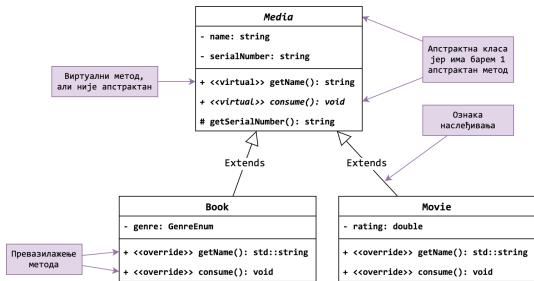 Media
- name: string
- serialNumber: string
+ <<virtual>> getName(): string
+ <<virtual>> consume(): void
# getSerialNumber(): string
Апстрактна класа
јер има барем 1
апстрактан метод
Виртуални метод,
али није апстрактан
Ознака
наслеђивања
Extends
Extends
Book
- genre: GenreEnum
+ <<override>> getName(): std::string
+ <<override>> consume(): void
Movie
- rating: double
+ <<override>> getName(): std::string
+ <<override>> consume(): void
Превазилажење
метода